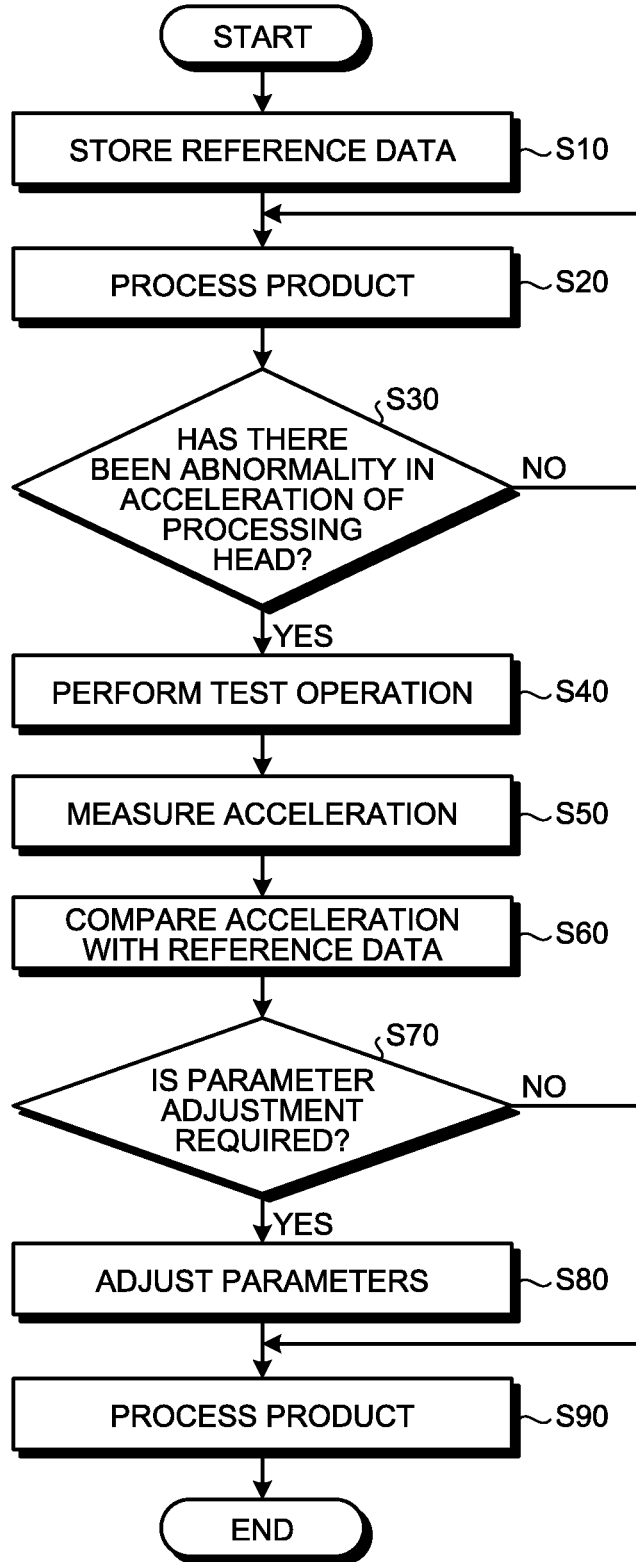 START
STORE REFERENCE DATA
S10
PROCESS PRODUCT
S20
S30
HAS THERE
BEEN ABNORMALITY IN
ACCELERATION OF
PROCESSING
HEAD?
NO
YES
PERFORM TEST OPERATION
S40
MEASURE ACCELERATION
S50
COMPARE ACCELERATION
WITH REFERENCE DATA
S60
S70
IS PARAMETER
ADJUSTMENT
REQUIRED?
NO
YES
ADJUST PARAMETERS
S80
PROCESS PRODUCT
S90
END